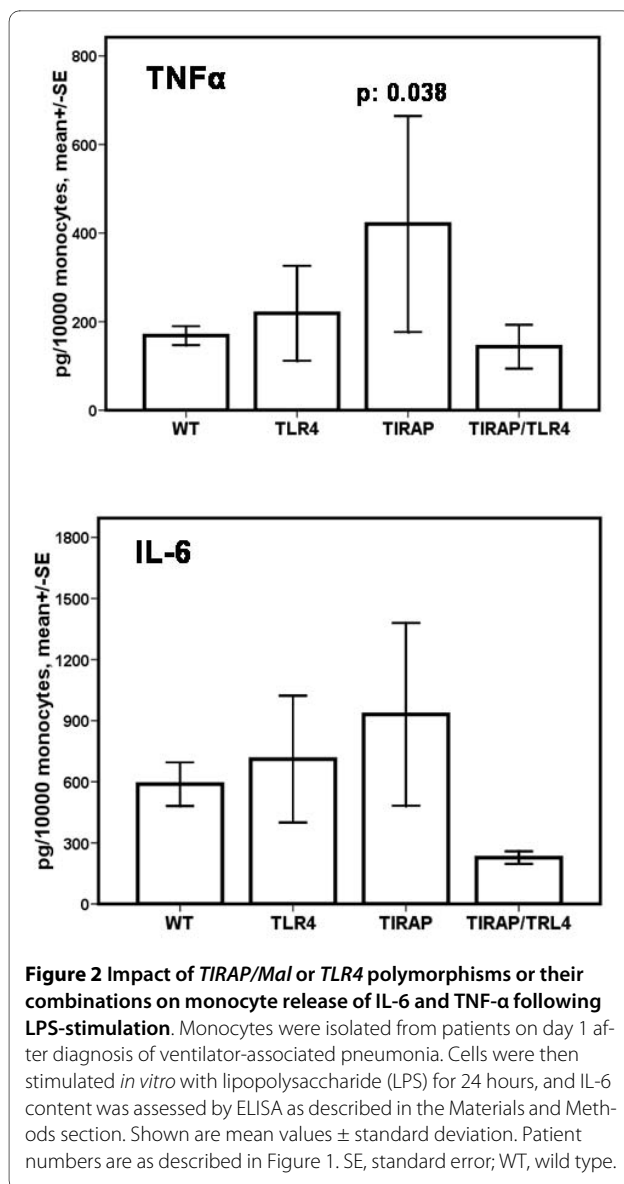 TNFα
p: 0.038
pg/10000 monocytes, mean+/-SE
800
600
400
200
0
WT TLR4 TIRAP TIRAP/TLR4
IL-6
pg/10000 monocytes, mean+/-SE
1800
1500
1200
900
600
300
0
WT TLR4 TIRAP TIRAP/TRL4
Figure 2 Impact of TIRAP/Mal or TLR4 polymorphisms or their
combinations on monocyte release of IL-6 and TNF-α following
LPS-stimulation. Monocytes were isolated from patients on day 1 af-
ter diagnosis of ventilator-associated pneumonia. Cells were then
stimulated in vitro with lipopolysaccharide (LPS) for 24 hours, and IL-6
content was assessed by ELISA as described in the Materials and Meth-
ods section. Shown are mean values ± standard deviation. Patient
numbers are as described in Figure 1. SE, standard error; WT, wild type.